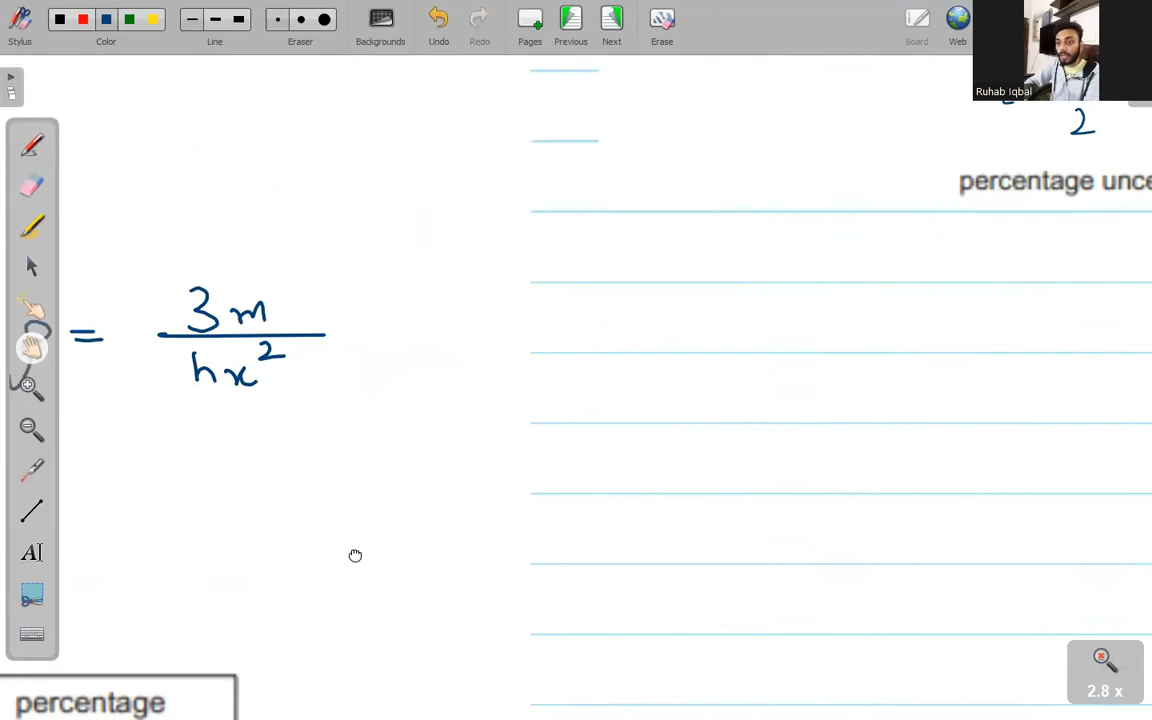 Stylus
Color
Line
Eraser
Backgrounds
Undo
Redo
Pages
Previous
Next
Erase
Board
Web
Ruhab Iqbal
2
percentage unce
= 3m
hx²
2.8 x
percentage